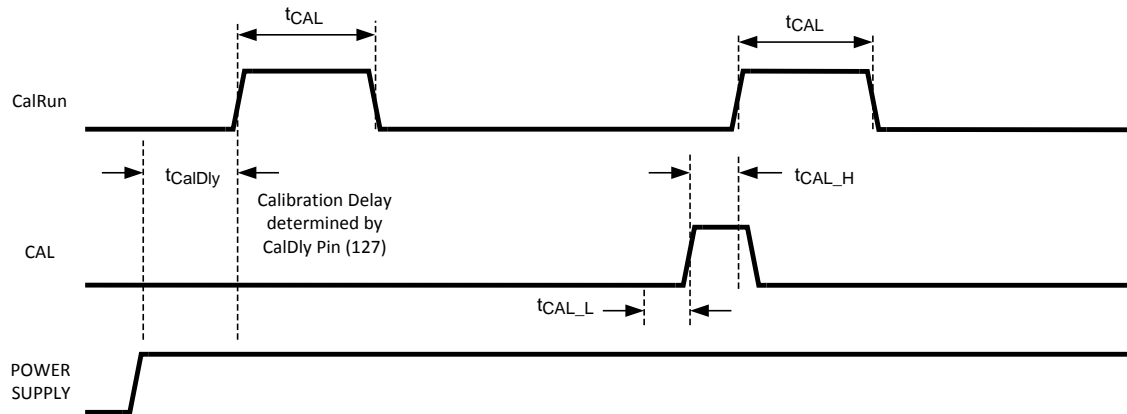 tCAL
tCAL
CalRun
tCalDly
tCAL_H
Calibration Delay
determined by
CalDly Pin (127)
CAL
tCAL_L
POWER
SUPPLY